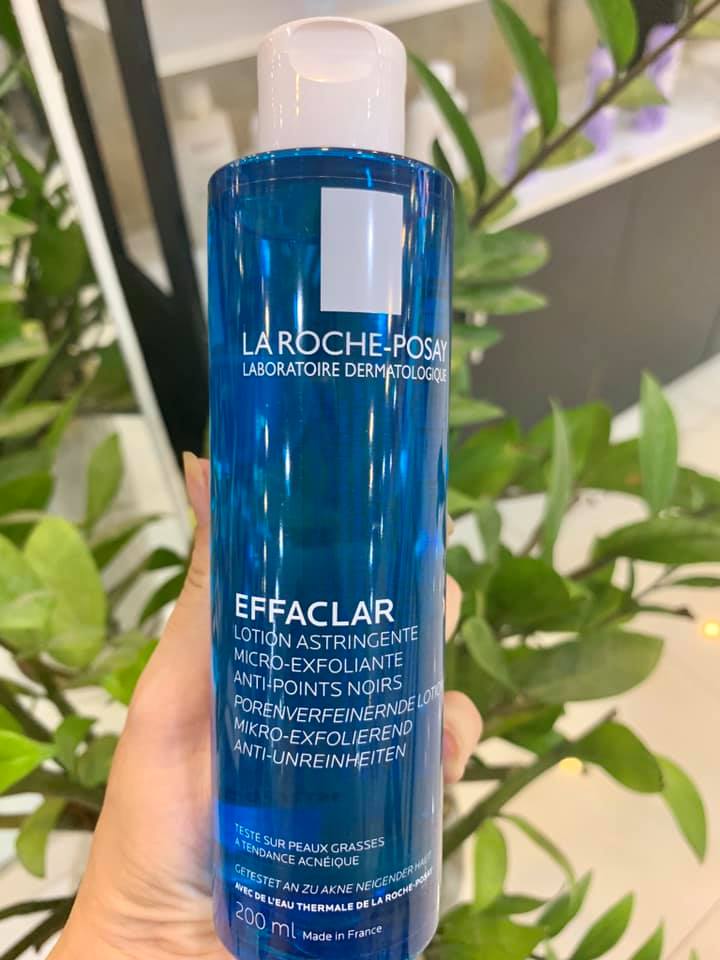 LA ROCHE-POSAY
LABORATOIRE DERMATOLOGIQUE
EFFACLAR
LOTION ASTRINGENTE
MICRO-EXFOLIANTE
ANTI-POINTS NOIRS
PORENVERFEINERNDE LOTION
MIKRO-EXFOLIEREND
ANTI-UNREINHEITEN
TESTÉ SUR PEAUX GRASSES
À TENDANCE ACNÉIQUE
GETESTET AN ZU AKNE NEIGENDER HAUT
AVEC DE L'EAU THERMALE DE LA ROCHE-POSAY
200 ml Made in France